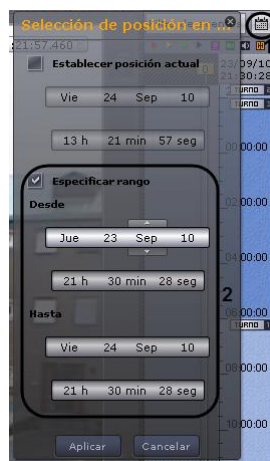 Selección de posición en ...
:21:57.460
Establecer posición actual
23/09/10
21:30:28
Vie 24 Sep 10
TURNO
13 h 21 min 57 seg
00:00:00
Especificar rango
Desde
02:00:00
Jue 23 Sep 10
04:00:00
21 h 30 min 28 seg
2
06:00:00
Hasta
TURNO
Vie 24 Sep 10
08:00:00
21 h 30 min 28 seg
10:00:00
Aplicar Cancelar